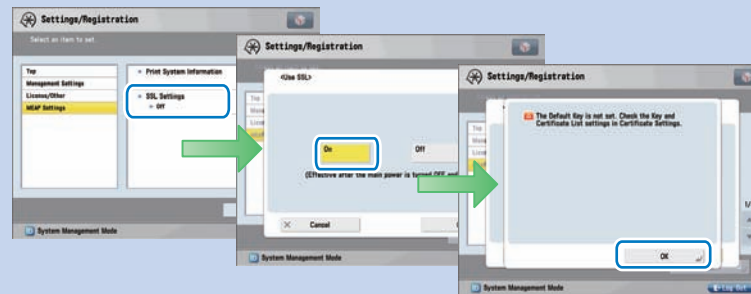 Settings/Registration
Select an item to set.
Top
Management Settings
License/Other
MEAP Settings
Print System Information
SSL Settings
Off
System Management Mode
Settings/Registration
<Use SSL>
Top
On
Off
(Effective after the main power is turned OFF and
Cancel
System Management Mode
Settings/Registration
Top
The Default Key is not set. Check the Key and
Certificate List settings in Certificate Settings.
OK
System Management Mode
Log Out